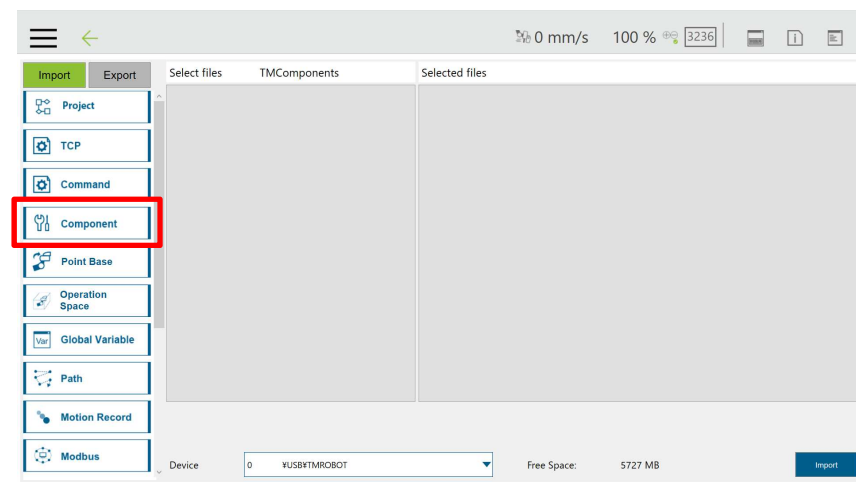 0 mm/s 100 % 3236
Import Export Select files TMComponents Selected files
Project
TCP
Command
Component
Point Base
Operation
Space
Var Global Variable
Path
Motion Record
Modbus
Device 0 ¥USB¥TMROBOT Free Space: 5727 MB Import